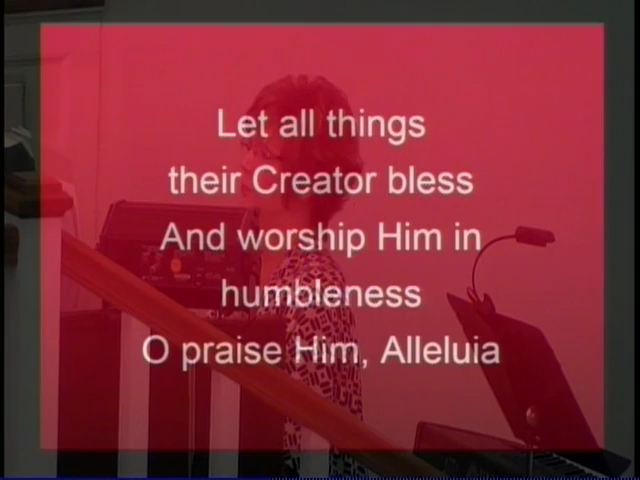 Let all things
their Creator bless
And worship Him in
humbleness
O praise Him, Alleluia